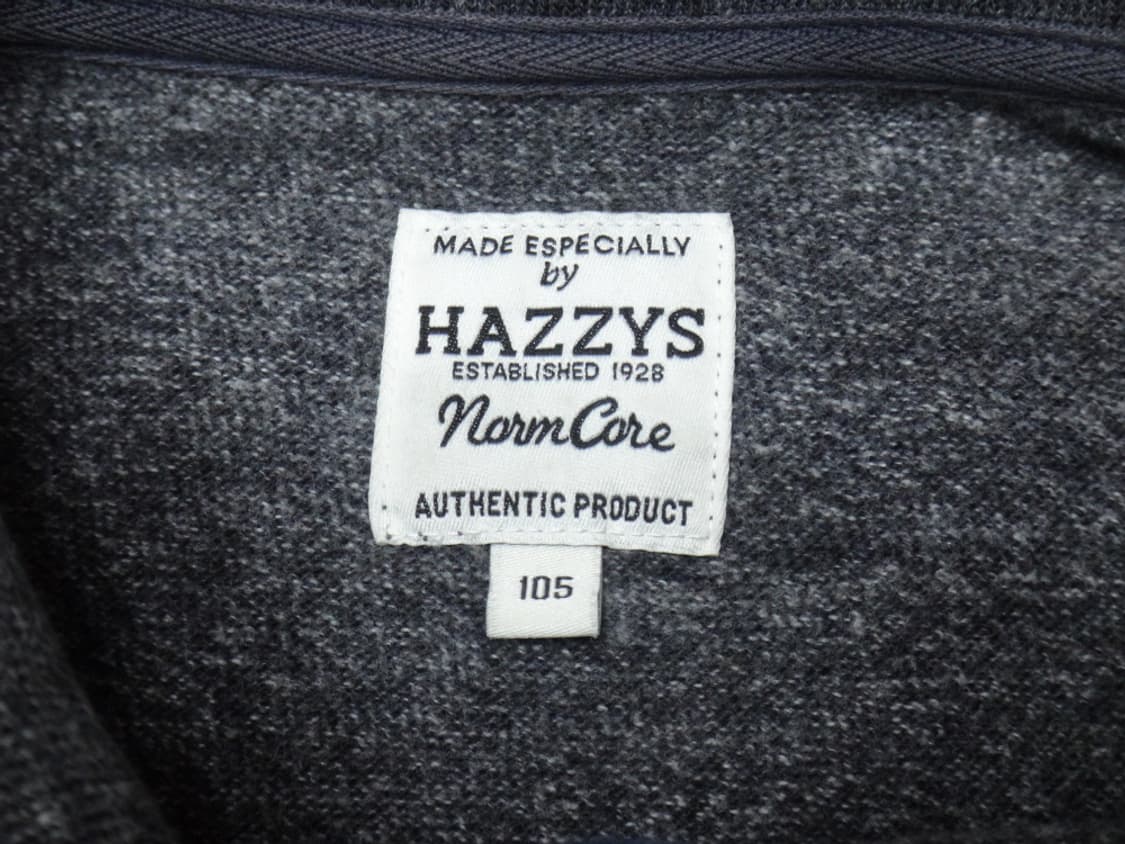 MADE ESPECIALLY
by
HAZZYS
ESTABLISHED 1928
NormCore
AUTHENTIC PRODUCT
105